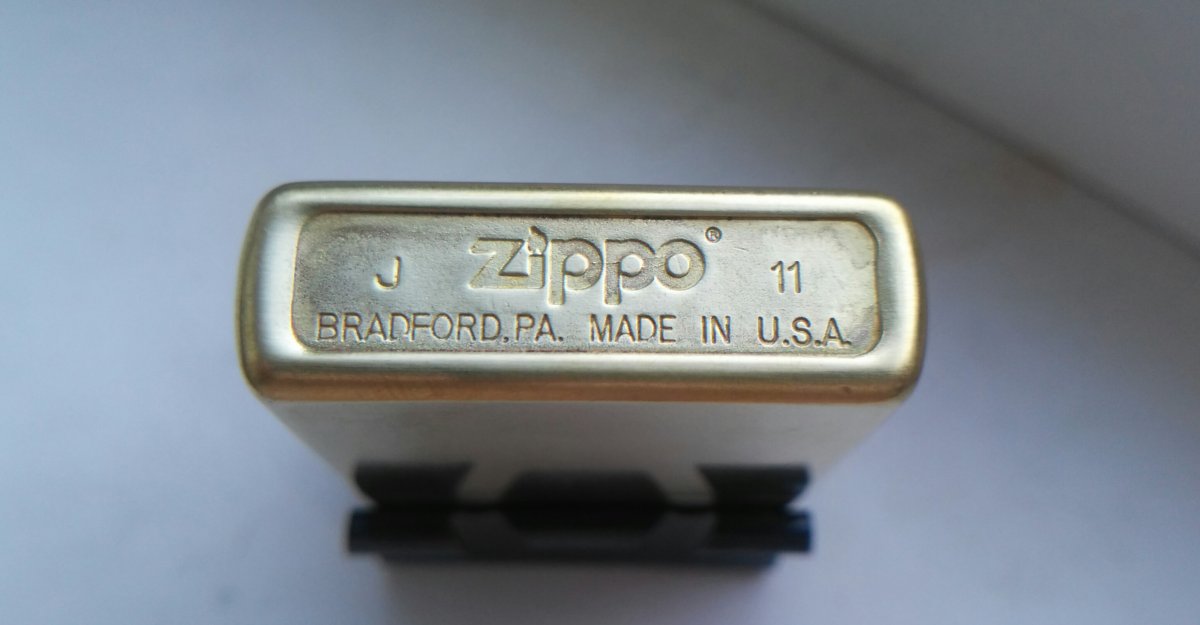 J zippo® 11
BRADFORD, PA. MADE IN U.S.A.